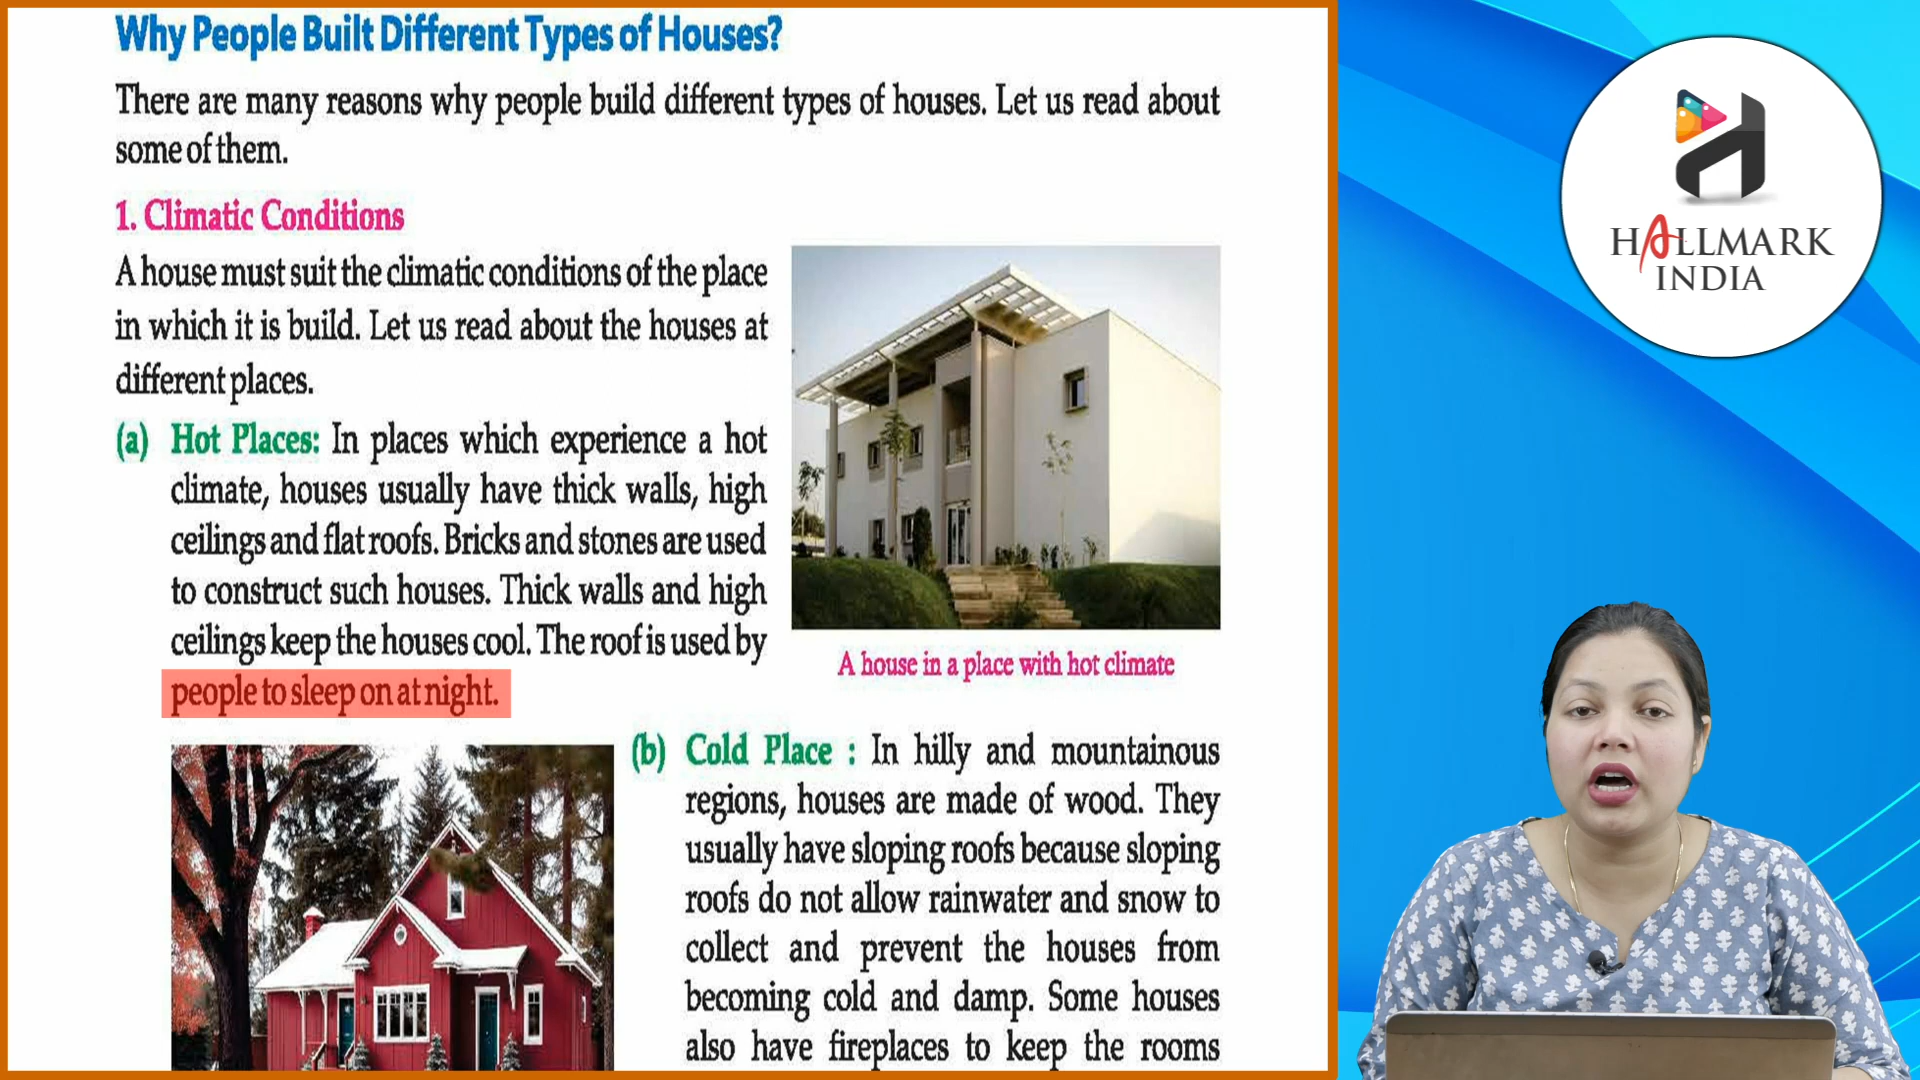 Why People Built Different Types of Houses?
There are many reasons why people build different types of houses. Let us read about
some of them.
1. Climatic Conditions
A house must suit the climatic conditions of the place
in which it is build. Let us read about the houses at
different places.
(a) Hot Places: In places which experience a hot
climate, houses usually have thick walls, high
ceilings and flat roofs. Bricks and stones are used
to construct such houses. Thick walls and high
ceilings keep the houses cool. The roof is used by
people to sleep on at night.
A house in a place with hot climate
(b) Cold Place : In hilly and mountainous
regions, houses are made of wood. They
usually have sloping roofs because sloping
roofs do not allow rainwater and snow to
collect and prevent the houses from
becoming cold and damp. Some houses
also have fireplaces to keep the rooms
HALLMARK
INDIA